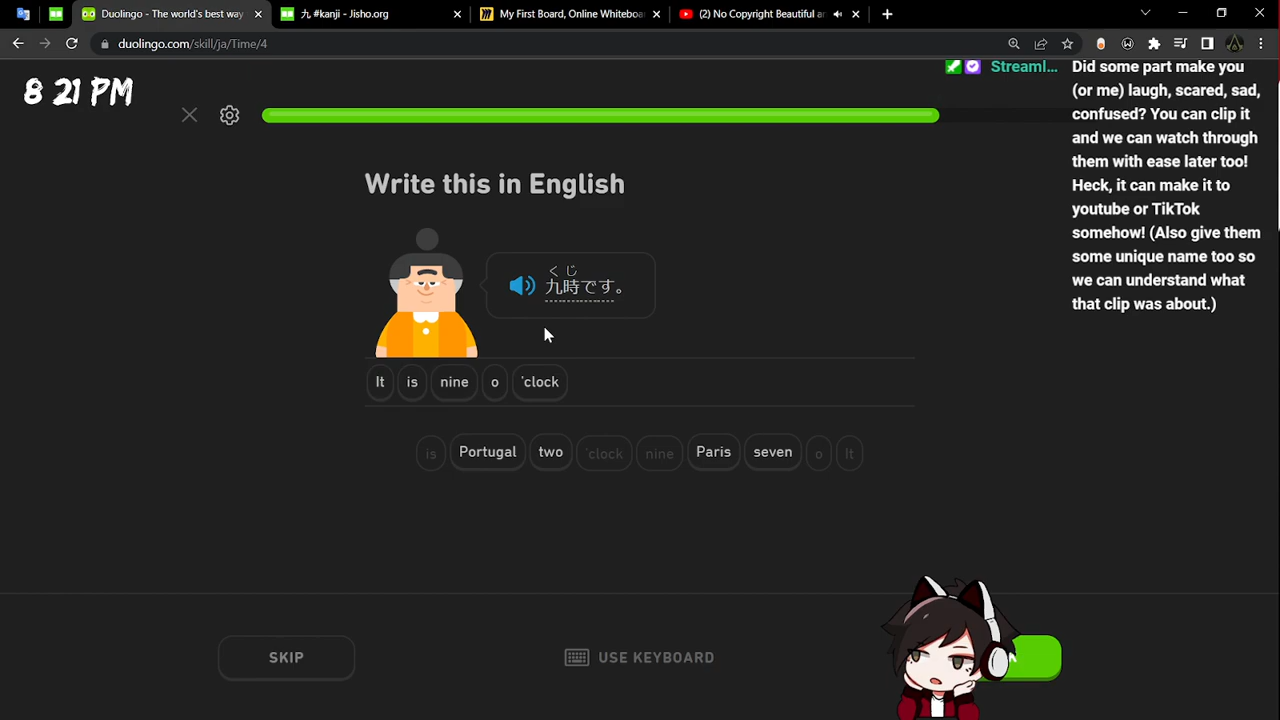 Duolingo - The world's best way
九 #kanji - Jisho.org
My First Board, Online Whiteboa
(2) No Copyright Beautiful a
duolingo.com/skill/ja/Time/4
8 21 PM
Streaml...
Did some part make you
(or me) laugh, scared, sad,
confused? You can clip it
and we can watch through
them with ease later too!
Heck, it can make it to
youtube or TikTok
somehow! (Also give them
some unique name too so
we can understand what
that clip was about.)
Write this in English
くじ
九時です。
It is nine o 'clock
is Portugal two 'clock nine Paris seven o It
SKIP
USE KEYBOARD